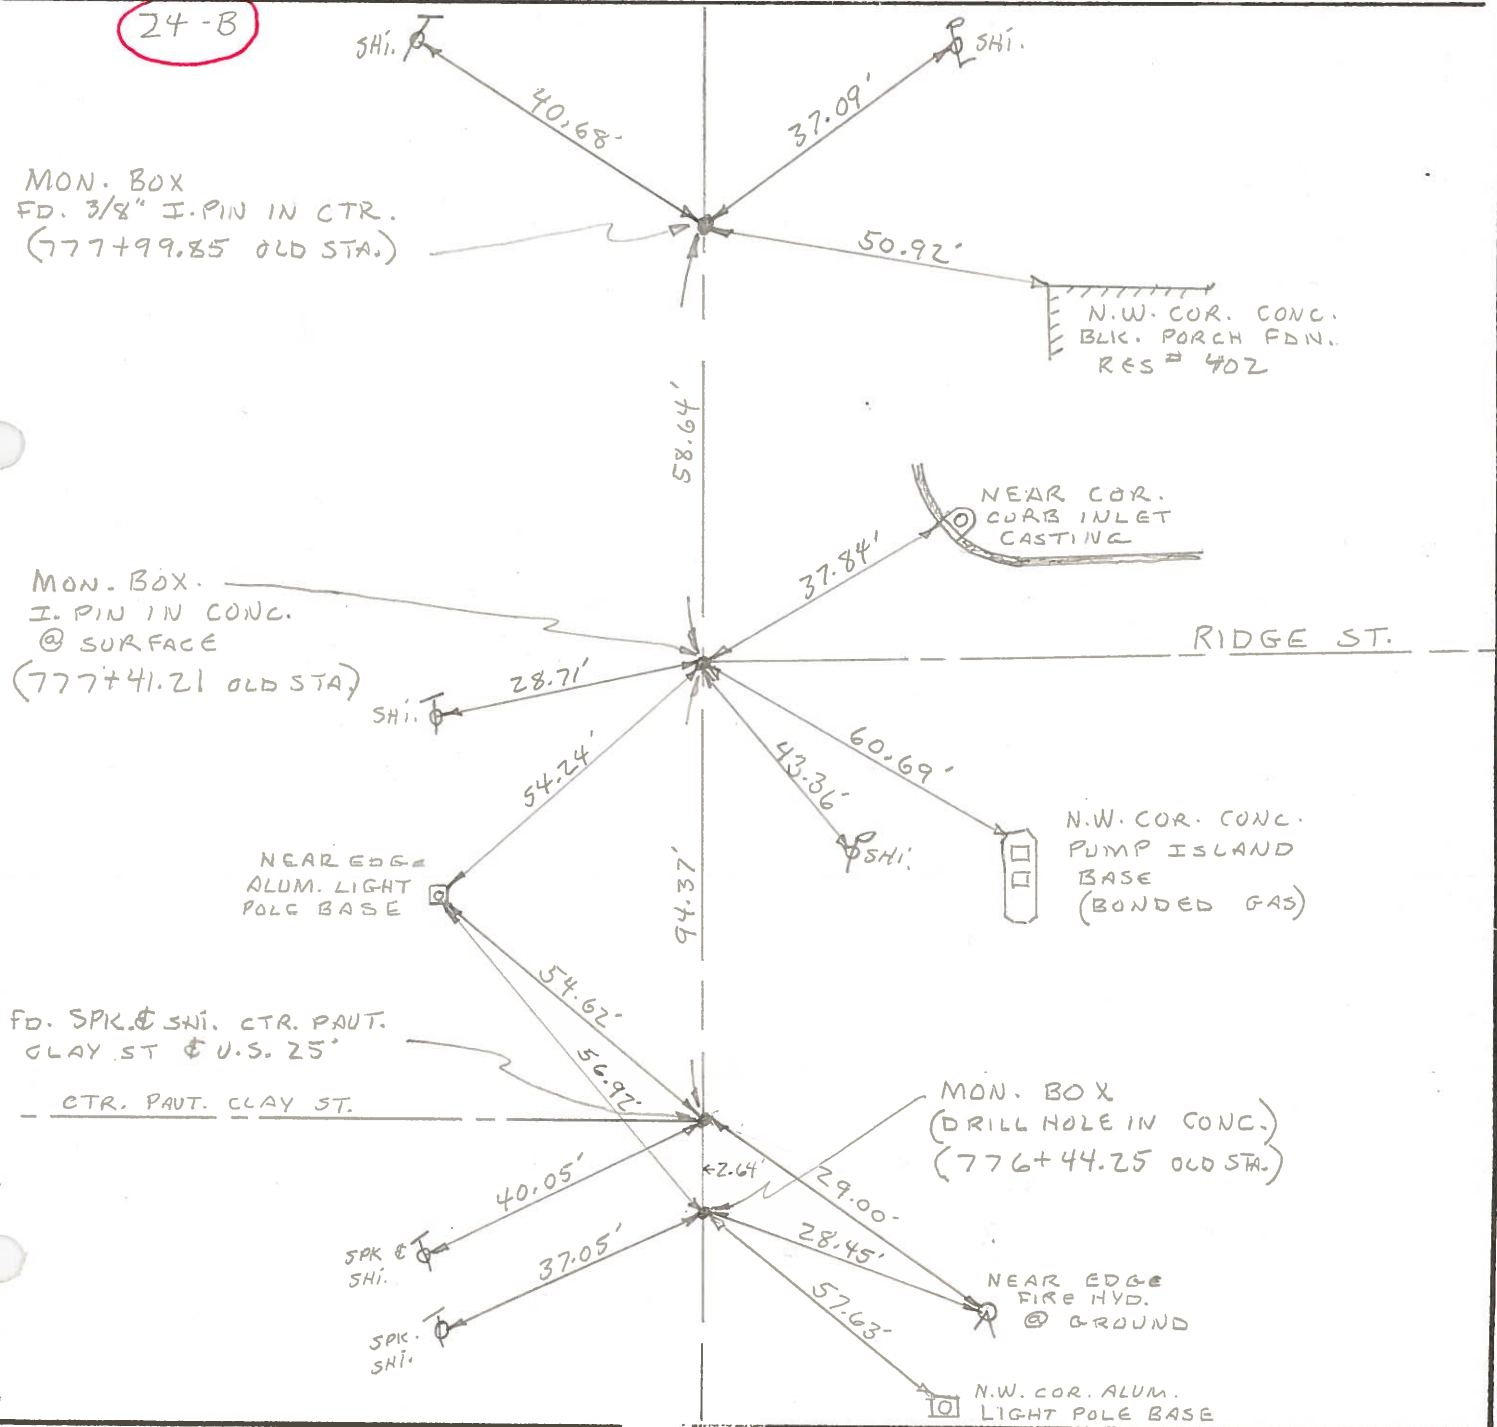 24-B
SHi.
SHi.
40.68'
37.09'
MON. BOX
FD. 3/8" I. PIN IN CTR.
(777+99.85 OLD STA.)
50.92'
N.W. COR. CONC.
BLK. PORCH FDN.
RES # 402
58.64'
NEAR COR.
CURB INLET
CASTING
37.84'
MON. BOX.
I. PIN IN CONC.
@ SURFACE
(777+41.21 OLD STA.)
RIDGE ST.
28.71'
SHi.
54.24'
43.36'
60.69'
SHi.
N.W. COR. CONC.
PUMP ISLAND
BASE
(BONDED GAS)
NEAR EDGE
ALUM. LIGHT
POLE BASE
94.37'
54.62'
56.92'
FD. SPK. & SHi. CTR. PAVT.
CLAY ST & U.S. 25
CTR. PAVT. CLAY ST.
MON. BOX
(DRILL HOLE IN CONC.)
(776+44.25 OLD STA.)
2.64'
40.05'
29.00'
28.45'
37.05'
57.63'
SPK &
SHi.
SPK.
SHi.
NEAR EDGE
FIRE HYD.
@ GROUND
N.W. COR. ALUM.
LIGHT POLE BASE